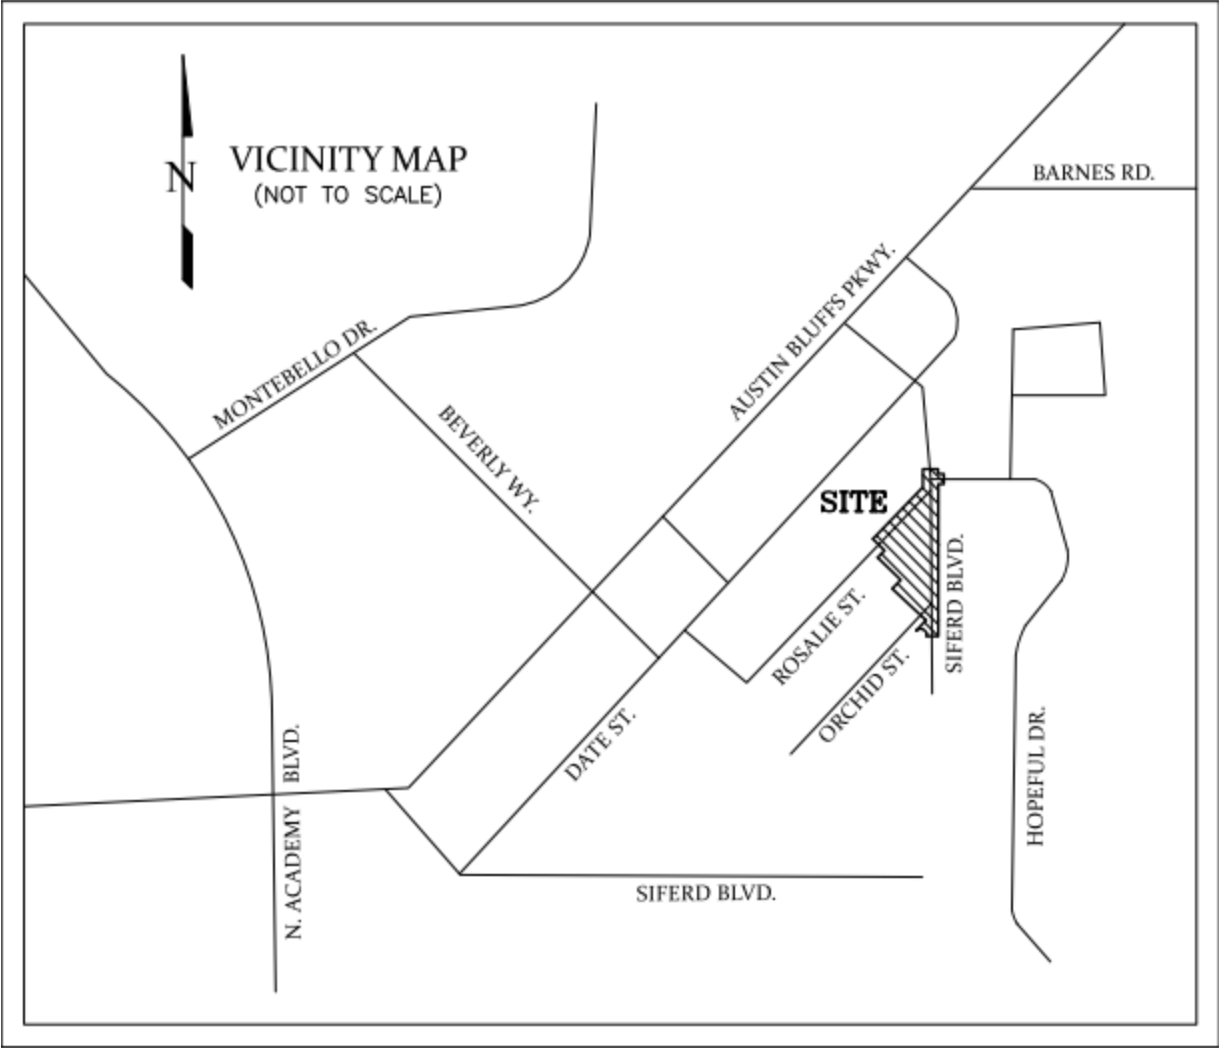 N
VICINITY MAP
(NOT TO SCALE)
BARNES RD.
AUSTIN BLUFFS PKWY.
MONTEBELLO DR.
BEVERLY WY.
SITE
SIFERD BLVD.
ROSALIE ST.
ORCHID ST.
DATE ST.
HOPEFUL DR.
N. ACADEMY BLVD.
SIFERD BLVD.